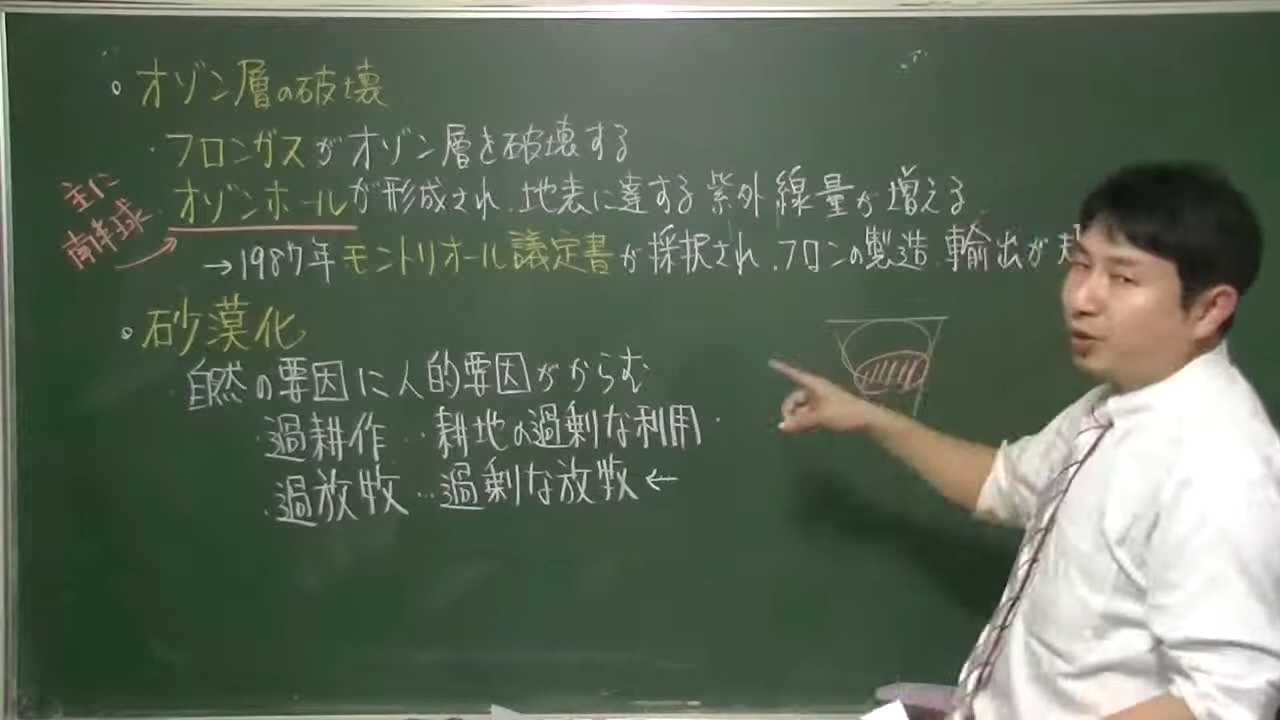 。オゾン層の破壊
・フロンガスがオゾン層を破壊する
主に
南半球
・オゾンホールが形成され、地表に達する紫外線量が増える
→1987年モントリオール議定書が採択され、フロンの製造、輸出が
。砂漠化
自然の要因に人的要因がからむ
・過耕作…耕地の過剰な利用
・過放牧…過剰な放牧←